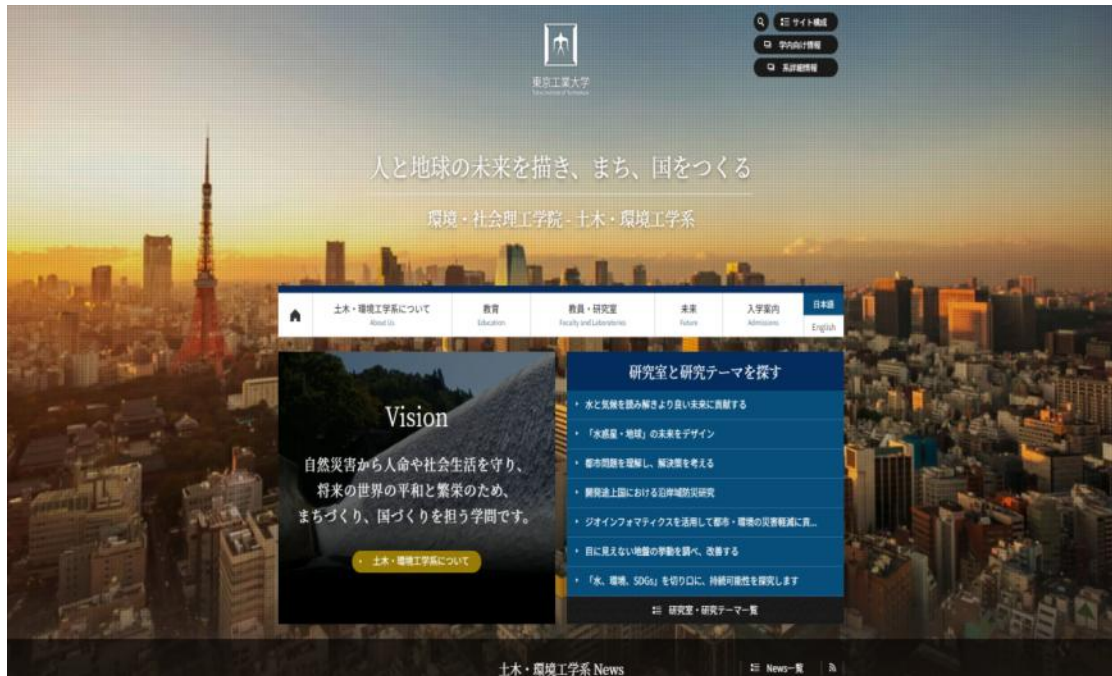 サイト構成
学内向け情報
系詳細情報
東京工業大学
Tokyo Institute of Technology
人と地球の未来を描き、まち、国をつくる
環境・社会理工学院 - 土木・環境工学系
土木・環境工学系について
About Us
教育
Education
教員・研究室
Faculty and Laboratories
未来
Future
入学案内
Admissions
日本語
English
Vision
自然災害から人命や社会生活を守り、
将来の世界の平和と繁栄のため、
まちづくり、国づくりを担う学問です。
土木・環境工学系について
研究室と研究テーマを探す
水と気候を読み解きより良い未来に貢献する
「水惑星・地球」の未来をデザイン
都市問題を理解し、解決策を考える
開発途上国における沿岸域防災研究
ジオインフォマティクスを活用して都市・環境の災害軽減に貢...
目に見えない地盤の挙動を調べ、改善する
「水、環境、SDGs」を切り口に、持続可能性を探究します
研究室・研究テーマ一覧
土木・環境工学系 News
News一覧